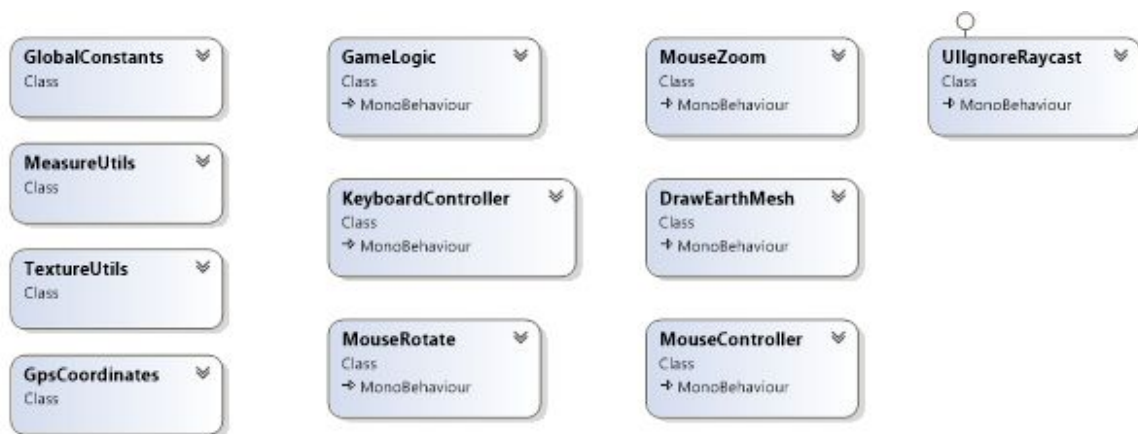 GlobalConstants
Class
MeasureUtils
Class
TextureUtils
Class
GpsCoordinates
Class
GameLogic
Class
MonoBehaviour
KeyboardController
Class
MonoBehaviour
MouseRotate
Class
MonoBehaviour
MouseZoom
Class
MonoBehaviour
DrawEarthMesh
Class
MonoBehaviour
MouseController
Class
MonoBehaviour
UIIgnoreRaycast
Class
MonoBehaviour